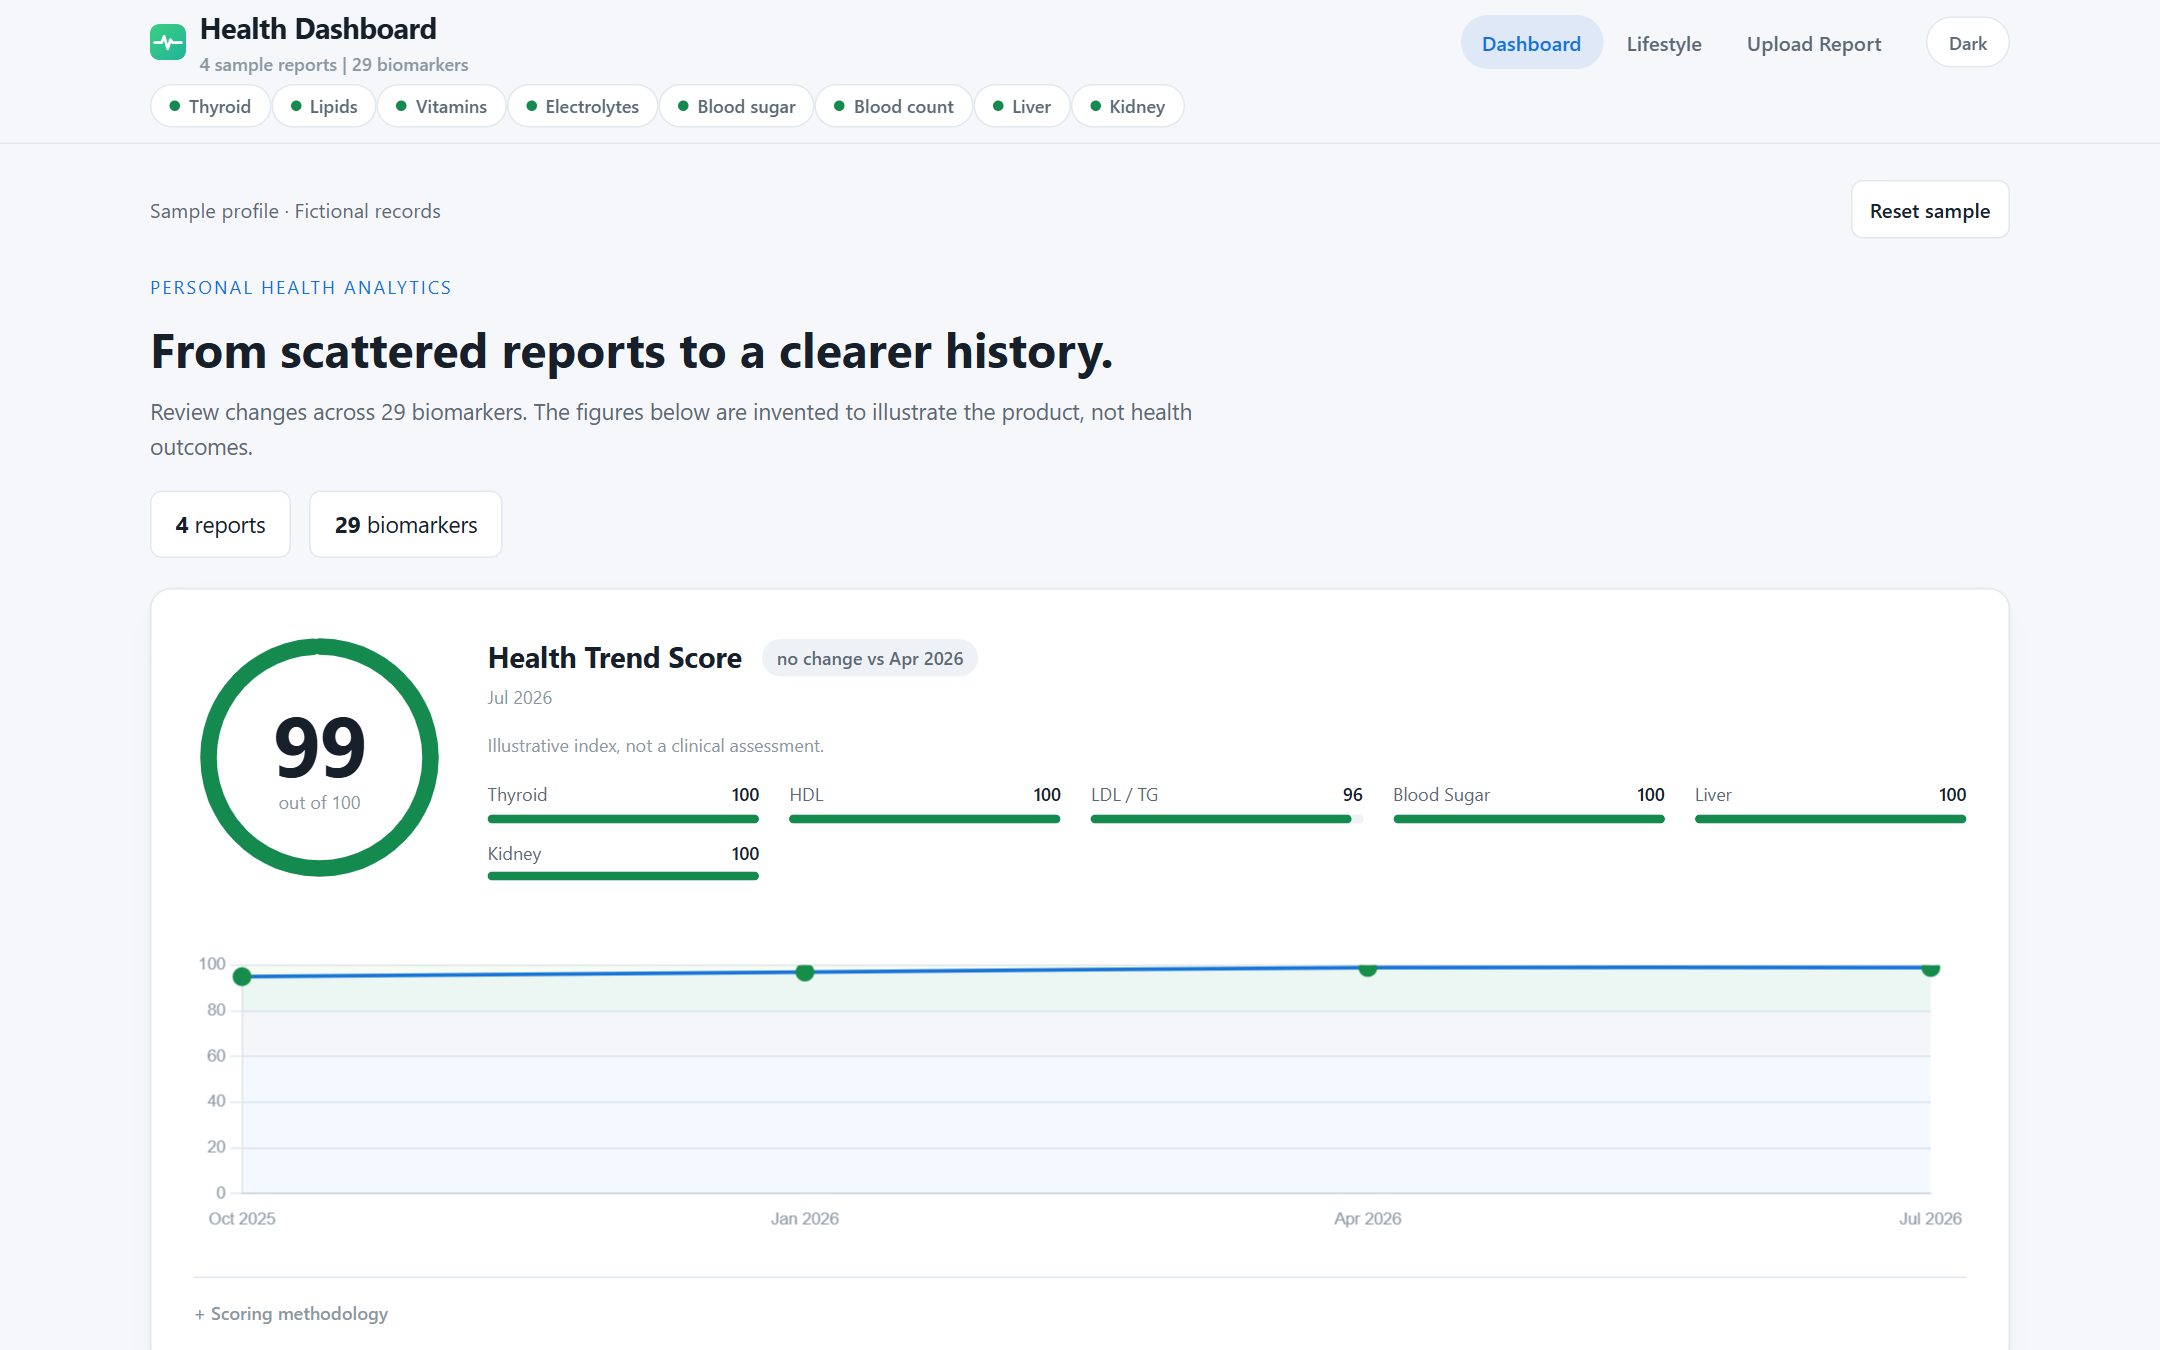 Health Dashboard
4 sample reports | 29 biomarkers
Dashboard
Lifestyle
Upload Report
Dark
Thyroid
Lipids
Vitamins
Electrolytes
Blood sugar
Blood count
Liver
Kidney
Sample profile · Fictional records
Reset sample
PERSONAL HEALTH ANALYTICS
From scattered reports to a clearer history.
Review changes across 29 biomarkers. The figures below are invented to illustrate the product, not health
outcomes.
4 reports
29 biomarkers
99
out of 100
Health Trend Score
no change vs Apr 2026
Jul 2026
Illustrative index, not a clinical assessment.
Thyroid 100
HDL 100
LDL / TG 96
Blood Sugar 100
Liver 100
Kidney 100
100
80
60
40
20
0
Oct 2025
Jan 2026
Apr 2026
Jul 2026
+ Scoring methodology